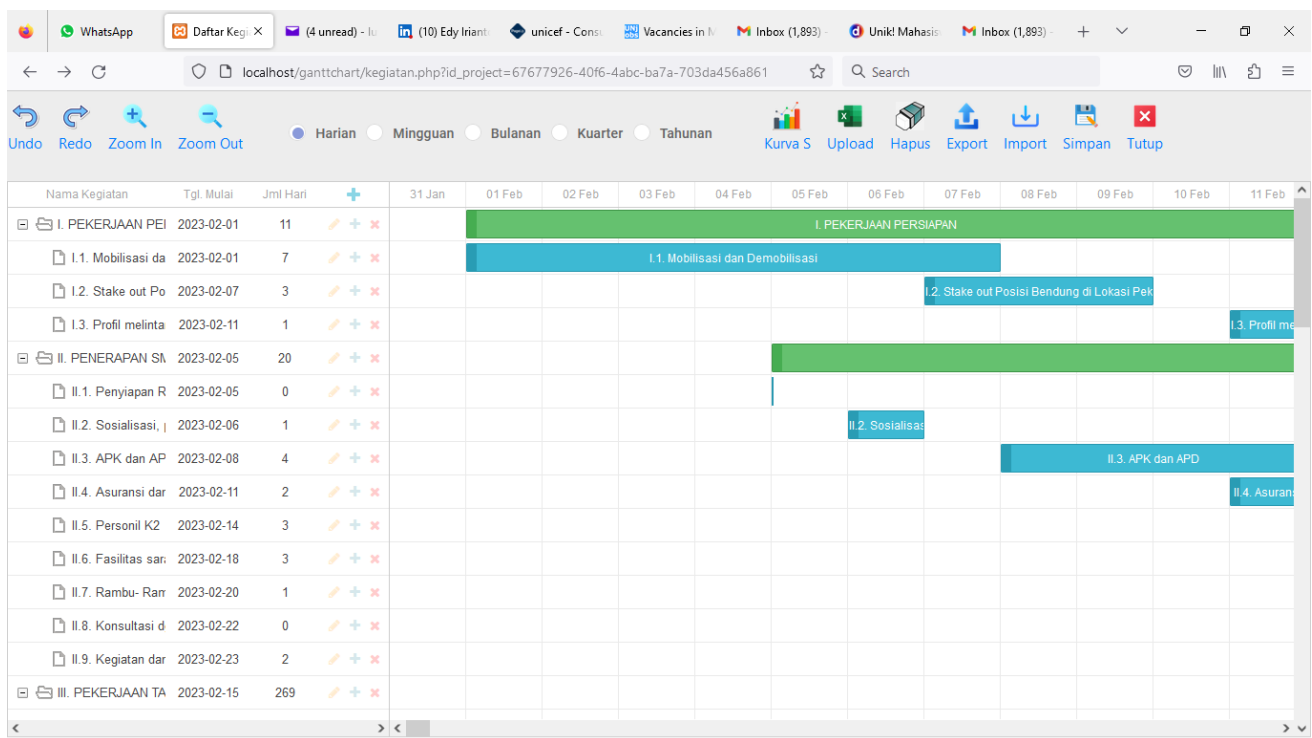 WhatsApp Daftar Kegi (4 unread) - Iu (10) Edy Iriant unicef - Consu Vacancies in M Inbox (1,893) - Unik! Mahasis Inbox (1,893) -
localhost/ganttchart/kegiatan.php?id_project=67677926-40f6-4abc-ba7a-703da456a861 Search
Undo Redo Zoom In Zoom Out Harian Mingguan Bulanan Kuarter Tahunan Kurva S Upload Hapus Export Import Simpan Tutup
Nama Kegiatan Tgl. Mulai Jml Hari 31 Jan 01 Feb 02 Feb 03 Feb 04 Feb 05 Feb 06 Feb 07 Feb 08 Feb 09 Feb 10 Feb 11 Feb
I. PEKERJAAN PEI 2023-02-01 11 I. PEKERJAAN PERSIAPAN
I.1. Mobilisasi da 2023-02-01 7 I.1. Mobilisasi dan Demobilisasi
I.2. Stake out Po 2023-02-07 3 I.2. Stake out Posisi Bendung di Lokasi Pek
I.3. Profil melinta 2023-02-11 1 I.3. Profil me
II. PENERAPAN SM 2023-02-05 20
II.1. Penyiapan R 2023-02-05 0
II.2. Sosialisasi, 2023-02-06 1 II.2. Sosialisas
II.3. APK dan AP 2023-02-08 4 II.3. APK dan APD
II.4. Asuransi dar 2023-02-11 2 II.4. Asurans
II.5. Personil K2 2023-02-14 3
II.6. Fasilitas sara 2023-02-18 3
II.7. Rambu- Ram 2023-02-20 1
II.8. Konsultasi d 2023-02-22 0
II.9. Kegiatan dar 2023-02-23 2
III. PEKERJAAN TA 2023-02-15 269